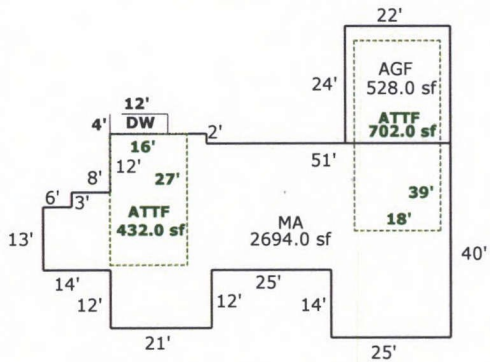 22'
24'
AGF
528.0 sf
ATTF
702.0 sf
12'
4'
DW
2'
16'
51'
12'
27'
39'
8'
6'
3'
ATTF
432.0 sf
MA
2694.0 sf
18'
13'
40'
14'
25'
12'
12'
14'
21'
25'